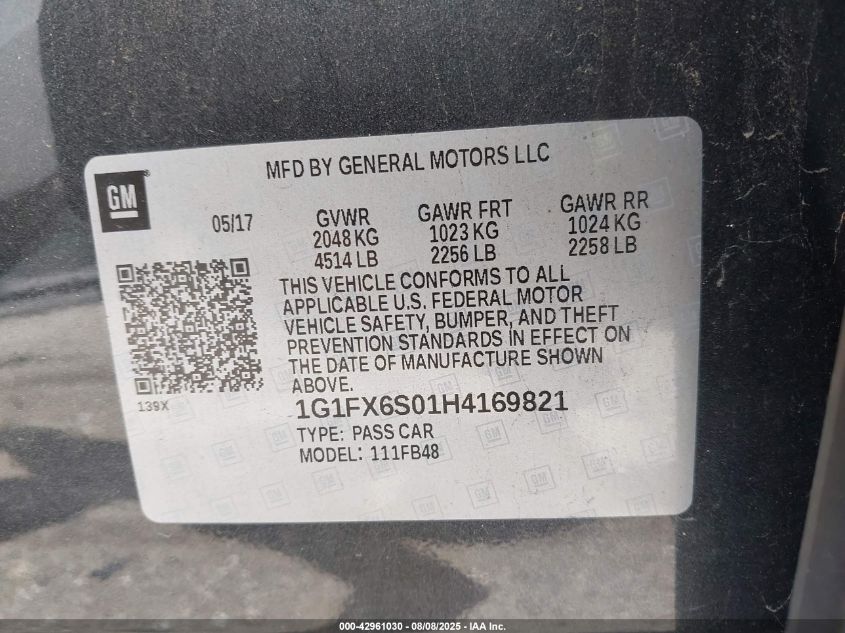 MFD BY GENERAL MOTORS LLC
GM
05/17
GVWR GAWR FRT GAWR RR
2048 KG 1023 KG 1024 KG
4514 LB 2256 LB 2258 LB
THIS VEHICLE CONFORMS TO ALL
APPLICABLE U.S. FEDERAL MOTOR
VEHICLE SAFETY, BUMPER, AND THEFT
PREVENTION STANDARDS IN EFFECT ON
THE DATE OF MANUFACTURE SHOWN
ABOVE.
139X
1G1FX6S01H4169821
TYPE: PASS CAR
MODEL: 111FB48
000-42961030 - 08/08/2025 - IAA Inc.